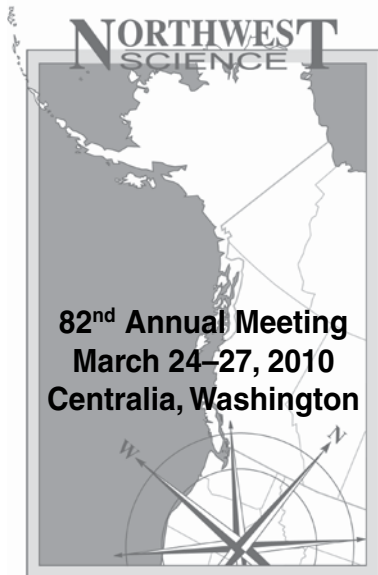 NORTHWEST
SCIENCE
82nd Annual Meeting
March 24–27, 2010
Centralia, Washington
W
N